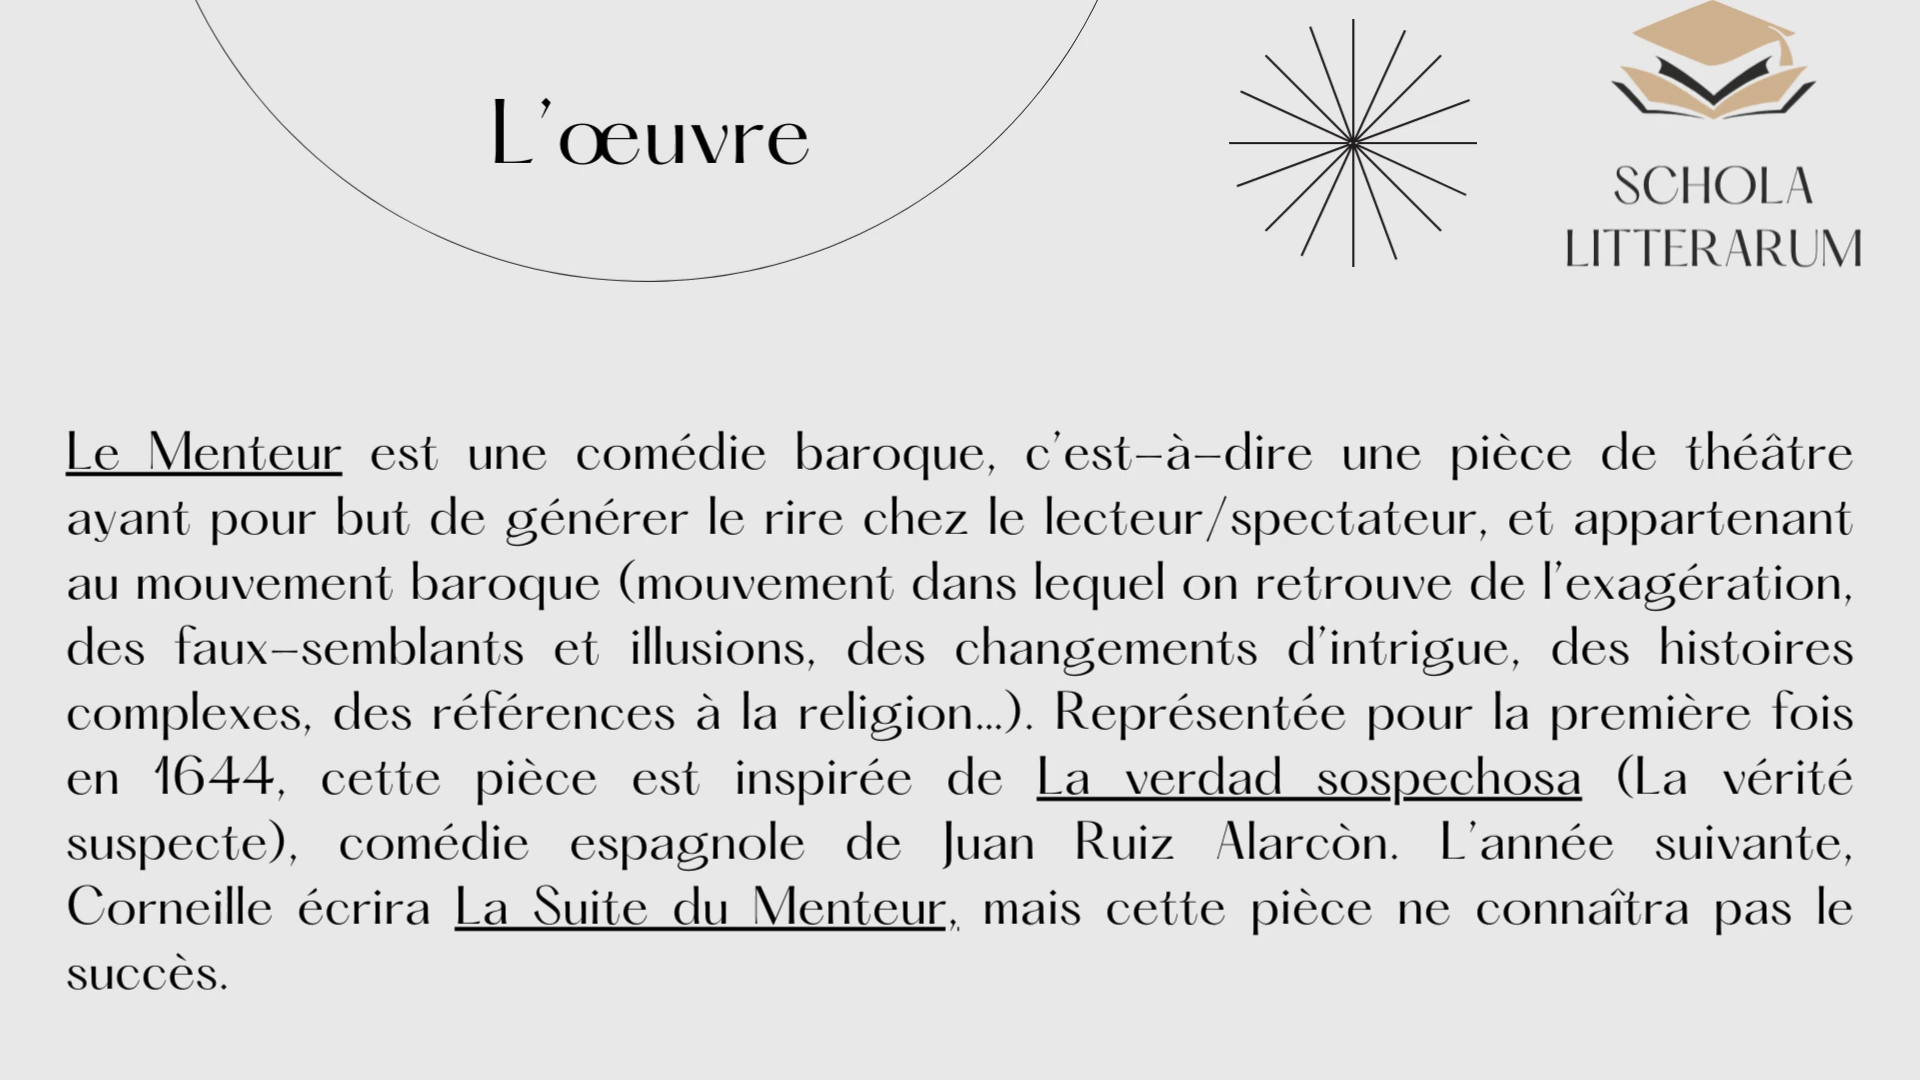 L'œuvre
SCHOLA
LITTERARUM
Le Menteur est une comédie baroque, c'est-à-dire une pièce de théâtre
ayant pour but de générer le rire chez le lecteur/spectateur, et appartenant
au mouvement baroque (mouvement dans lequel on retrouve de l'exagération,
des faux-semblants et illusions, des changements d'intrigue, des histoires
complexes, des références à la religion...). Représentée pour la première fois
en 1644, cette pièce est inspirée de La verdad sospechosa (La vérité
suspecte), comédie espagnole de Juan Ruiz Alarcòn. L'année suivante,
Corneille écrira La Suite du Menteur, mais cette pièce ne connaîtra pas le
succès.